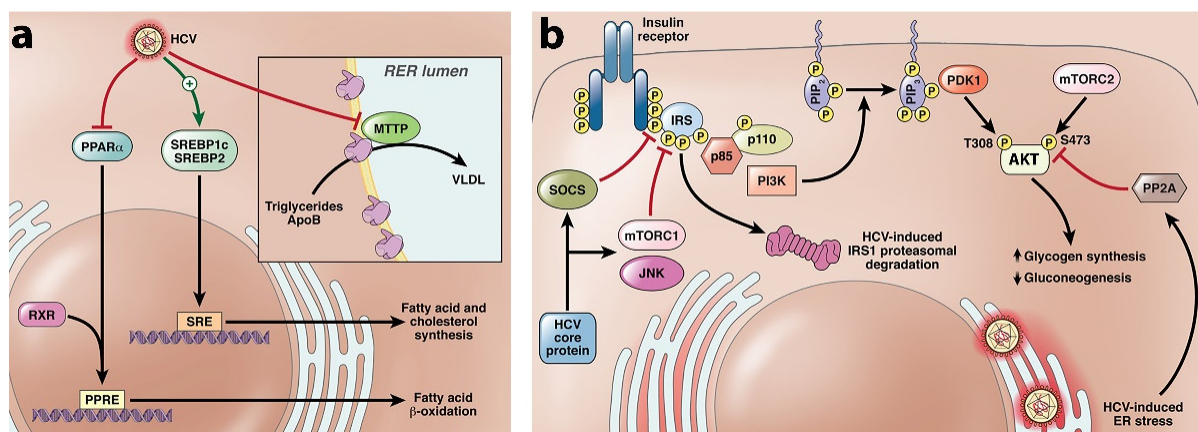 a
HCV
+
PPARα
SREBP1c
SREBP2
RER lumen
MTTP
VLDL
Triglycerides
ApoB
RXR
SRE
Fatty acid and
cholesterol
synthesis
PPRE
Fatty acid
β-oxidation
b
Insulin
receptor
P
P
P
P
P
P
IRS
P
P
P
P
p110
p85
PI3K
P
PIP2
P
P
P
PIP3
P
P
P
PDK1
mTORC2
T308
P
P
S473
AKT
PP2A
SOCS
mTORC1
JNK
HCV-induced
IRS1 proteasomal
degradation
Glycogen synthesis
Gluconeogenesis
HCV
core
protein
HCV-induced
ER stress